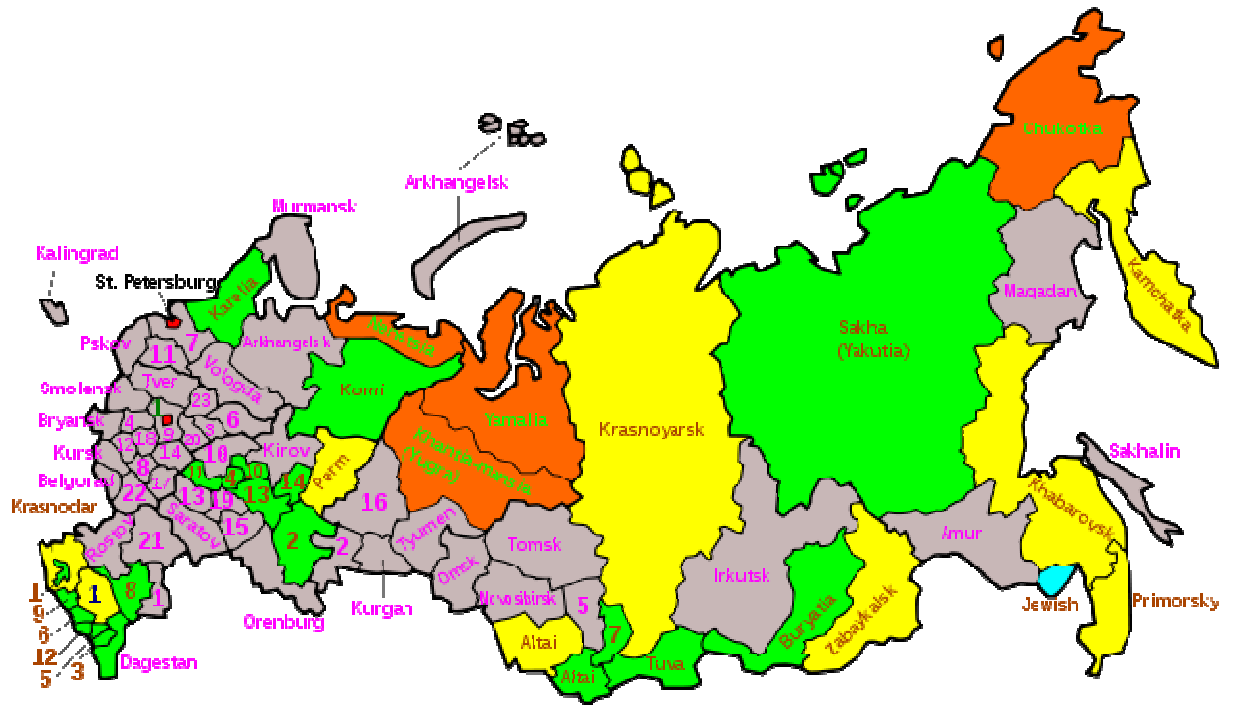 Chukotka
Arkhangelsk
Murmansk
Kalingrad
St. Petersburg
Karelia
Kamchatka
Magadan
Pskov
7
Arkhangelsk
Nenetsia
Sakha
(Yakutia)
11
Vologda
Tver
Smolensk
23
Komi
Yamalia
Krasnoyarsk
Bryansk
4
6
3
9
12
18
20
Khantia-mansia
(Yugra)
Kursk
14
10
Kirov
Sakhalin
8
11
4
10
14
Perm
Belgorod
17
22
13
19
13
16
Khabarovsk
Krasnodar
Saratov
15
Rostov
21
2
2
Tyumen
Tomsk
Amur
Omsk
Irkutsk
1
8
1
Novosibirsk
5
Kurgan
Jewish
Primorsky
1
9
6
Orenburg
Altai
7
Buryatia
Zabaykalsk
12
3
5
Dagestan
Altai
Tuva